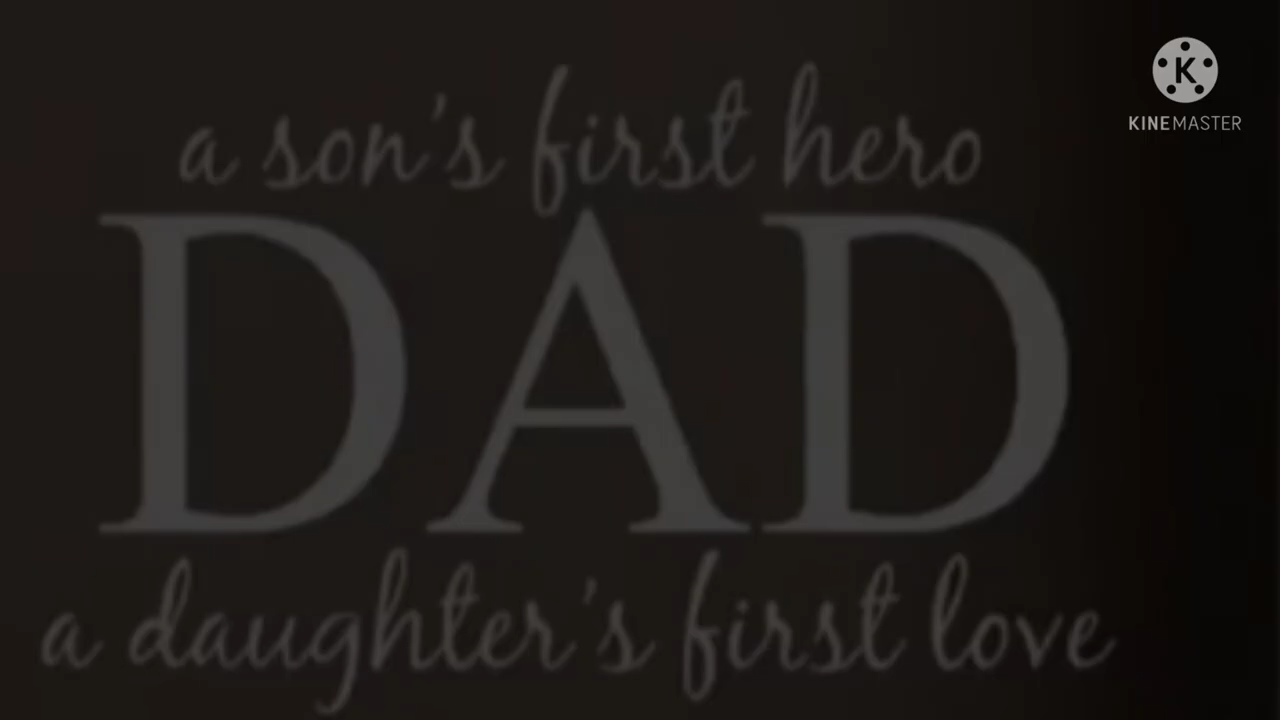 a son's first hero
DAD
a daughter's first love
K
KINEMASTER